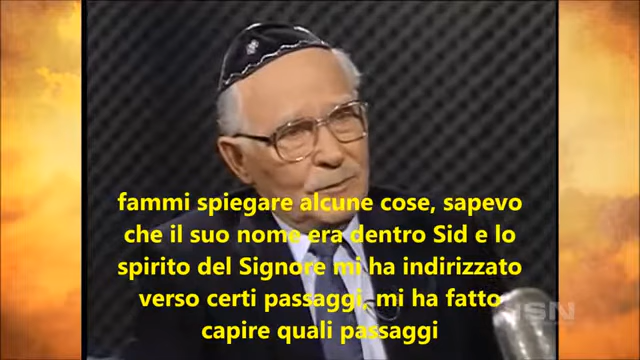 fammi spiegare alcune cose, sapevo
che il suo nome era dentro Sid e lo
spirito del Signore mi ha indirizzato
verso certi passaggi, mi ha fatto
capire quali passaggi
ISN